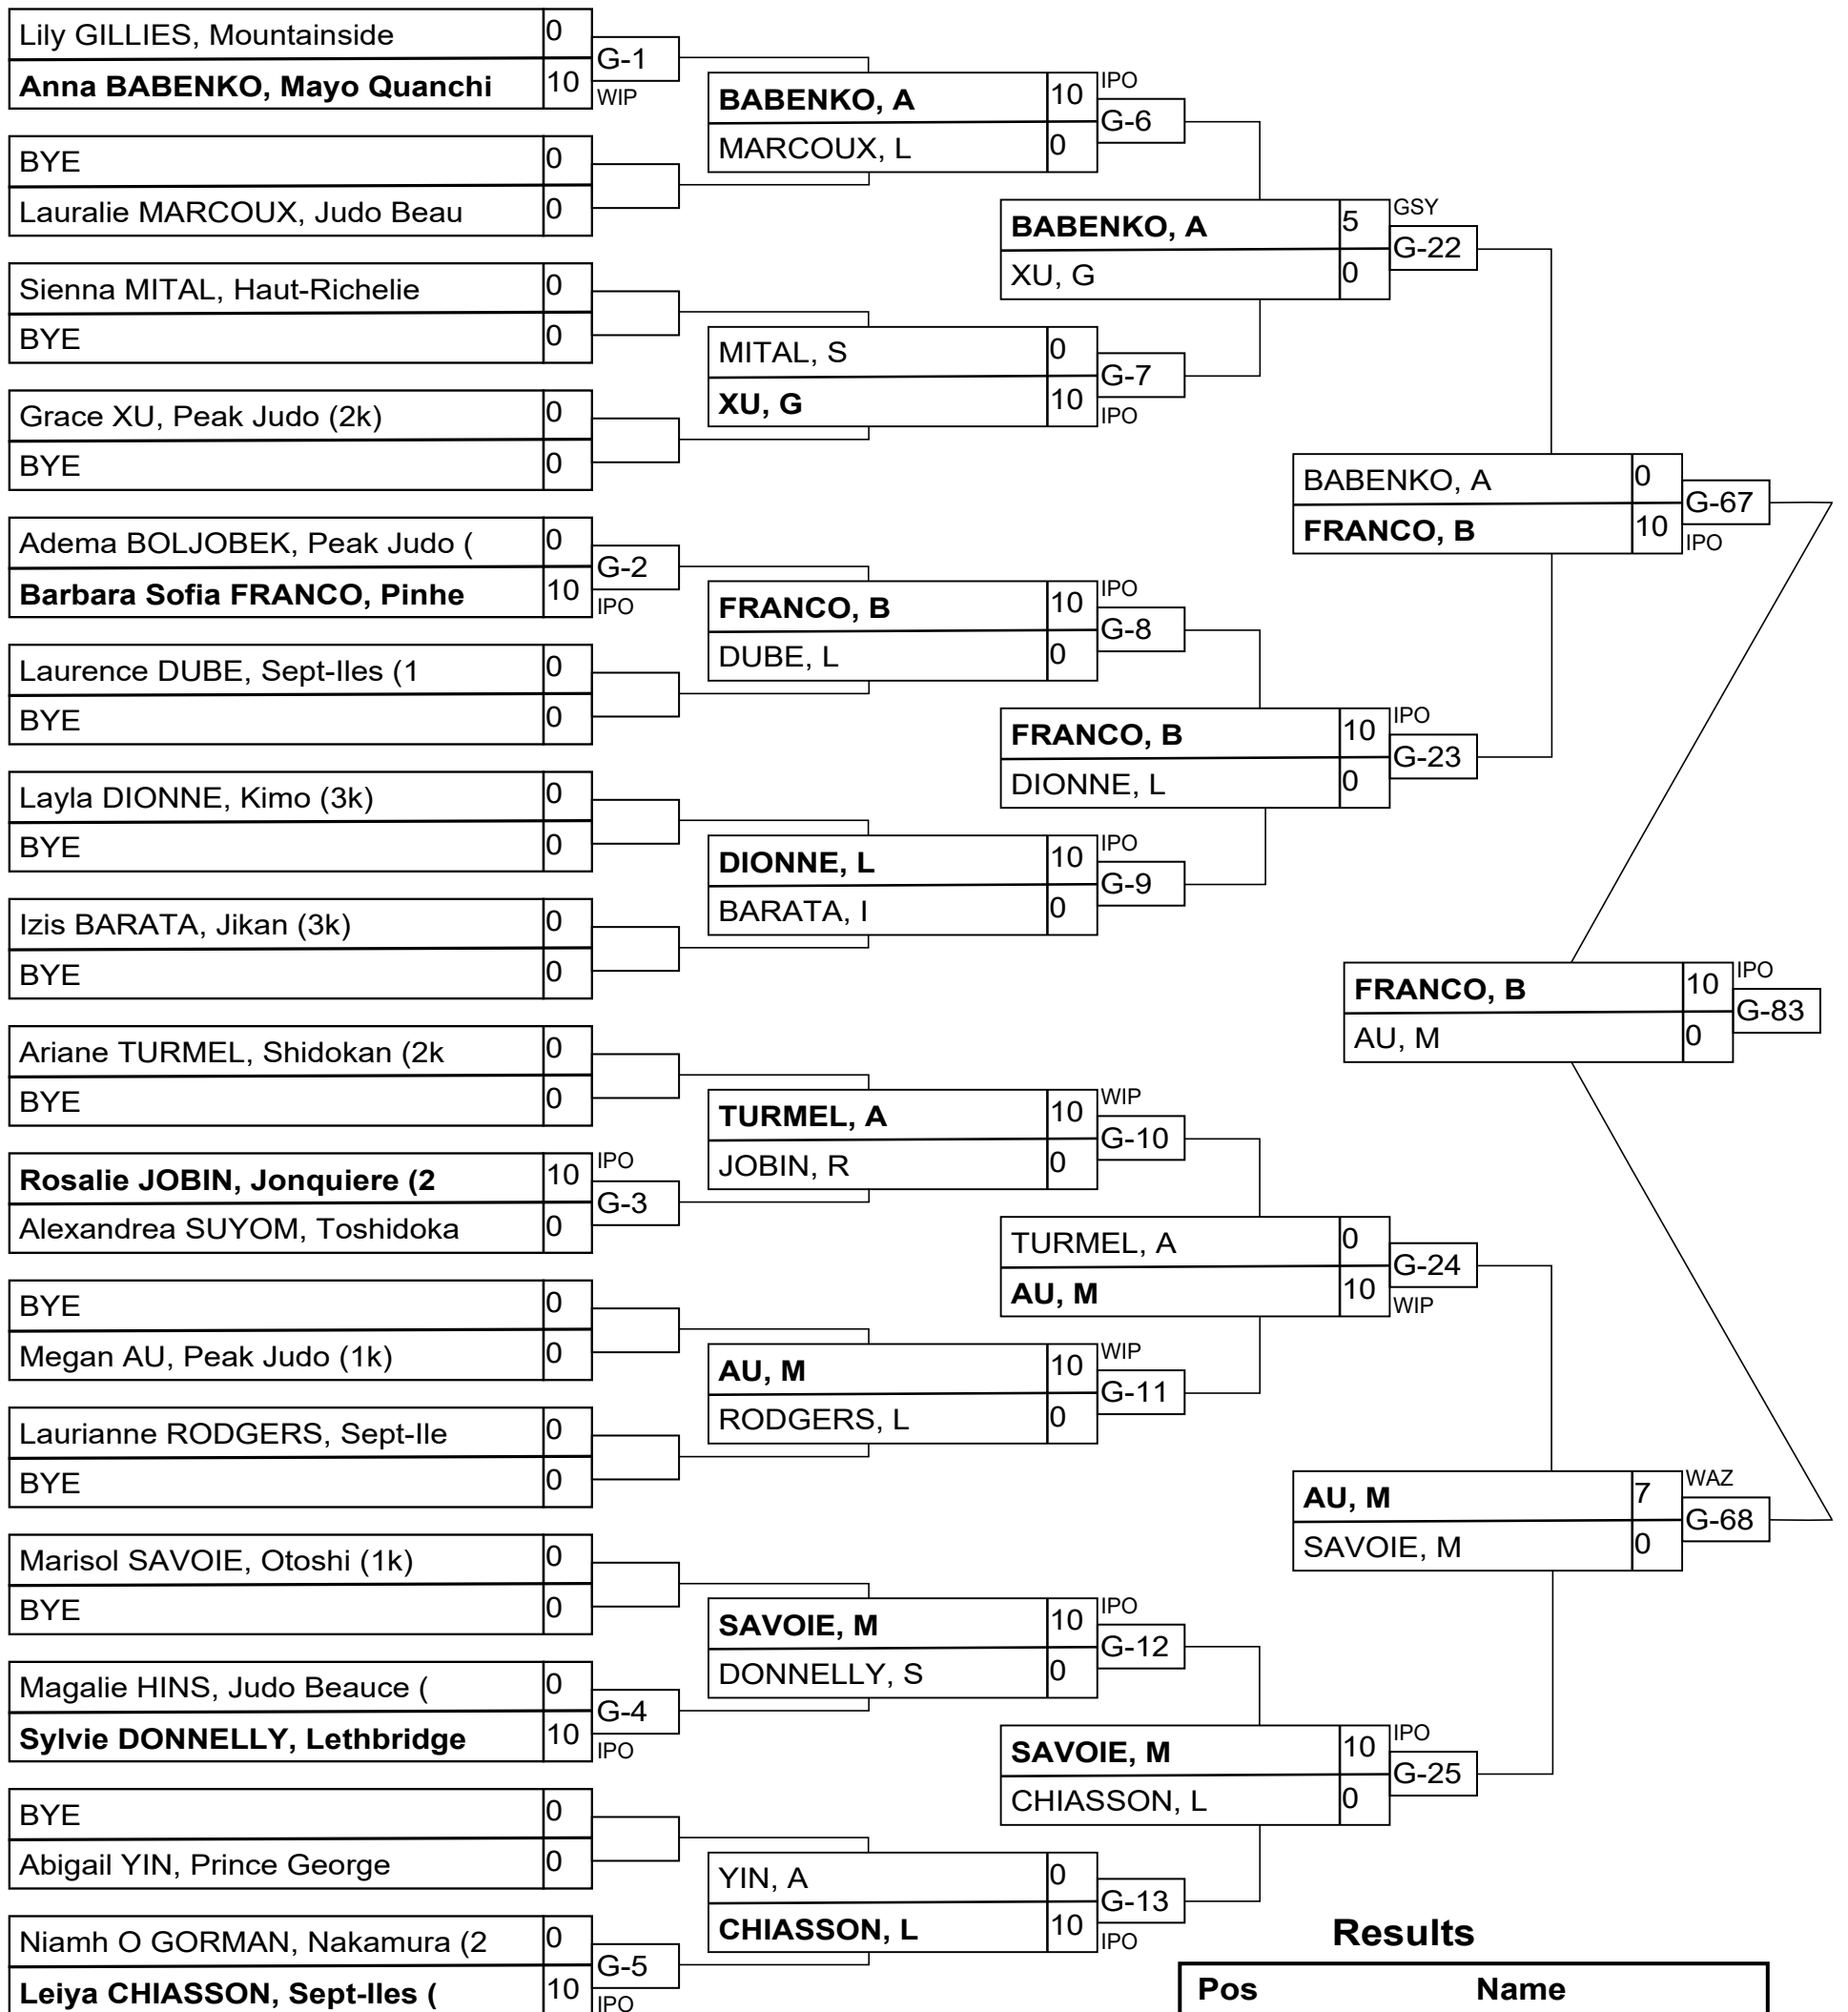 Lily GILLIES, Mountainside 0
G-1
Anna BABENKO, Mayo Quanchi 10
WIP
BYE 0
Lauralie MARCOUX, Judo Beau 0
Sienna MITAL, Haut-Richelie 0
BYE 0
Grace XU, Peak Judo (2k) 0
BYE 0
Adema BOLJOBEK, Peak Judo ( 0
G-2
Barbara Sofia FRANCO, Pinhe 10
IPO
Laurence DUBE, Sept-Iles (1 0
BYE 0
Layla DIONNE, Kimo (3k) 0
BYE 0
Izis BARATA, Jikan (3k) 0
BYE 0
Ariane TURMEL, Shidokan (2k 0
BYE 0
Rosalie JOBIN, Jonquiere (2 10
IPO
G-3
Alexandrea SUYOM, Toshidoka 0
BYE 0
Megan AU, Peak Judo (1k) 0
Laurianne RODGERS, Sept-Ile 0
BYE 0
Marisol SAVOIE, Otoshi (1k) 0
BYE 0
Magalie HINS, Judo Beauce ( 0
G-4
Sylvie DONNELLY, Lethbridge 10
IPO
BYE 0
Abigail YIN, Prince George 0
Niamh O GORMAN, Nakamura (2 0
G-5
Leiya CHIASSON, Sept-Iles ( 10
IPO
BABENKO, A 10
IPO
G-6
MARCOUX, L 0
MITAL, S 0
G-7
XU, G 10
IPO
FRANCO, B 10
IPO
G-8
DUBE, L 0
DIONNE, L 10
IPO
G-9
BARATA, I 0
TURMEL, A 10
WIP
G-10
JOBIN, R 0
AU, M 10
WIP
G-11
RODGERS, L 0
SAVOIE, M 10
IPO
G-12
DONNELLY, S 0
YIN, A 0
G-13
CHIASSON, L 10
IPO
BABENKO, A 5
GSY
G-22
XU, G 0
FRANCO, B 10
IPO
G-23
DIONNE, L 0
TURMEL, A 0
G-24
AU, M 10
WIP
SAVOIE, M 10
IPO
G-25
CHIASSON, L 0
BABENKO, A 0
G-67
FRANCO, B 10
IPO
AU, M 7
WAZ
G-68
SAVOIE, M 0
FRANCO, B 10
IPO
G-83
AU, M 0
Results
Pos Name